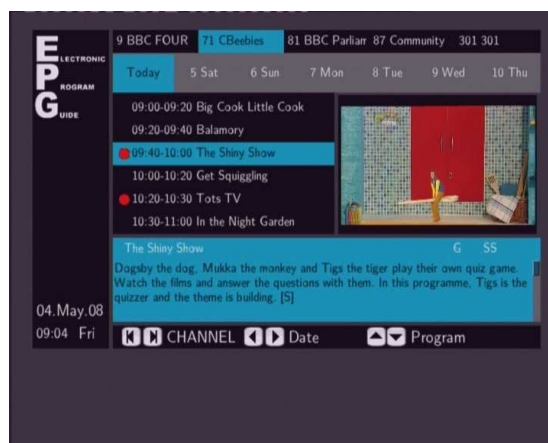 ELECTRONIC
PROGRAM
GUIDE
9 BBC FOUR 71 CBeebies 81 BBC Parliam 87 Community 301 301
Today 5 Sat 6 Sun 7 Mon 8 Tue 9 Wed 10 Thu
09:00-09:20 Big Cook Little Cook
09:20-09:40 Balamory
09:40-10:00 The Shiny Show
10:00-10:20 Get Squiggling
10:20-10:30 Tots TV
10:30-11:00 In the Night Garden
The Shiny Show G SS
Dogsby the dog, Mukka the monkey and Tigs the tiger play their own quiz game.
Watch the films and answer the questions with them. In this programme, Tigs is the
quizzer and the theme is building. [S]
04.May.08
09:04 Fri
CHANNEL Date Program